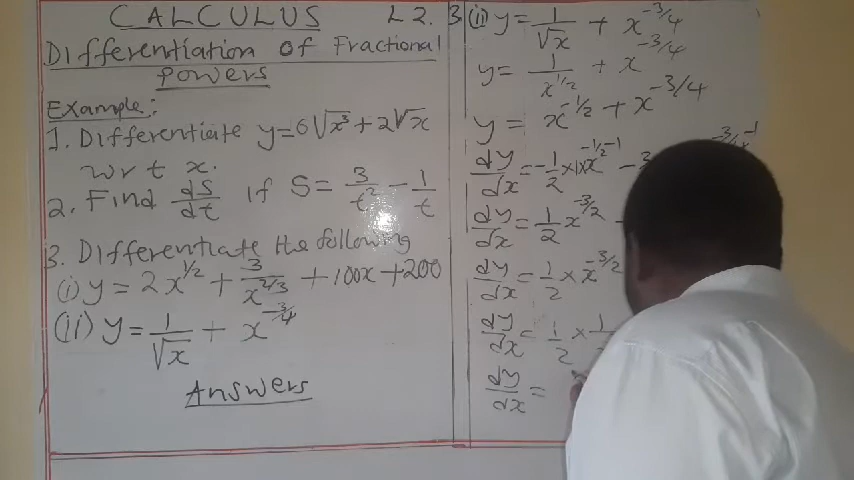 CALCULUS L2.
Differentiation of Fractional
Powers
Example:
1. Differentiate y=6√x³+2√x
wrt x.
2. Find dS/dt if S= 3/t² - 1/t
3. Differentiate the following
(i) y= 2x^1/2 + 3/x^2/3 +100x+200
(ii) y= 1/√x + x^-3/4
Answers
3(ii) y= 1/√x + x^-3/4
y= 1/x^1/2 + x^-3/4
y= x^-1/2 + x^-3/4
dy/dx=-1/2×1×x^-1/2-1 - 3
dy/dx=1/2 x^-3/2 -
dy/dx=1/2 × x^-3/2
dy/dx=1/2 × 1
dy/dx=